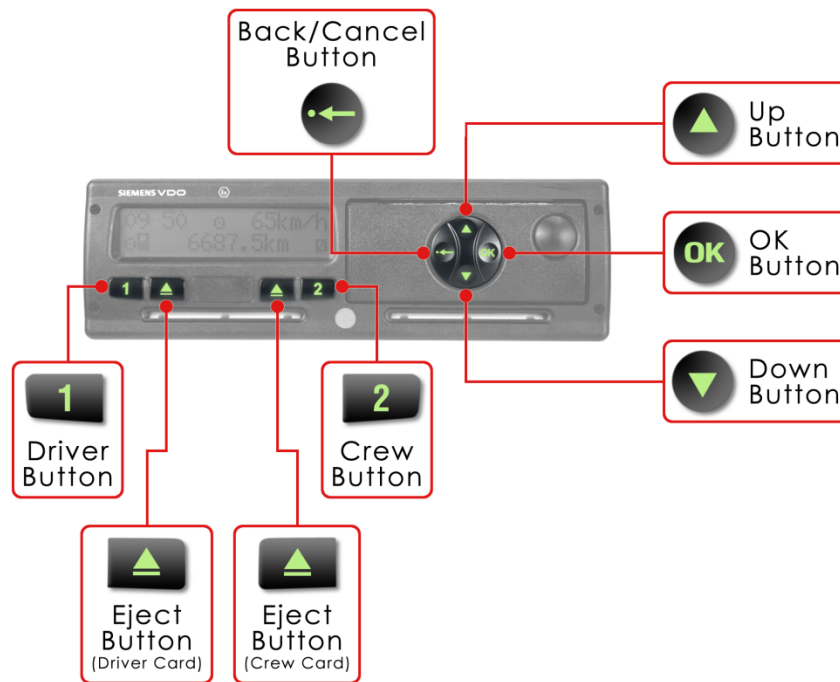 Back/Cancel
Button
Up
Button
SIEMENS VDO
09 50 65km/h
6687.5km
OK
OK
OK
Button
1
2
Down
Button
1
2
Driver
Button
Crew
Button
Eject
Button
(Driver Card)
Eject
Button
(Crew Card)